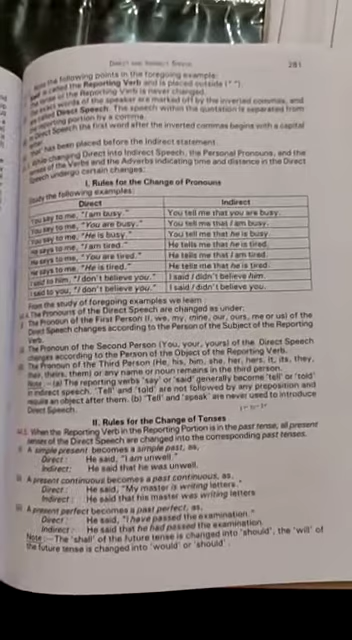 DIRECT AND INDIRECT SPEECH 281
Note the following points in the foregoing example:
is called the Reporting Verb and is placed outside (" ").
the tense of the Reporting Verb is never changed.
exact words of the speaker are marked off by the inverted commas, and
called Direct Speech. The speech within the quotation is separated from
the reporting portion by a comma.
Direct Speech the first word after the inverted commas begins with a capital
letter.
has been placed before the Indirect statement.
While changing Direct into Indirect Speech, the Personal Pronouns, and the
tenses of the Verbs and the Adverbs indicating time and distance in the Direct
Speech undergo certain changes:
I. Rules for the Change of Pronouns
Study the following examples:
Direct Indirect
You say to me, "I am busy." You tell me that you are busy.
You say to me, "You are busy." You tell me that I am busy.
You say to me, "He is busy." You tell me that he is busy.
He says to me, "I am tired." He tells me that he is tired.
He says to me, "You are tired." He tells me that I am tired.
He says to me, "He is tired." He tells me that he is tired.
I said to him, "I don't believe you." I said I didn't believe him.
I said to you, "I don't believe you." I said I didn't believe you.
From the study of foregoing examples we learn:
The Pronouns of the Direct Speech are changed as under:
The Pronoun of the First Person (I, we, my, mine, our, ours, me or us) of the
Direct Speech changes according to the Person of the Subject of the Reporting
Verb.
The Pronoun of the Second Person (You, your, yours) of the Direct Speech
changes according to the Person of the Object of the Reporting Verb.
The Pronoun of the Third Person (He, his, him, she, her, hers, it, its, they,
their, theirs, them) or any name or noun remains in the third person.
Note :- (a) The reporting verbs 'say' or 'said' generally become 'tell' or 'told'
in indirect speech. 'Tell' and 'told' are not followed by any preposition and
require an object after them. (b) 'Tell' and 'speak' are never used to introduce
Direct Speech.
II. Rules for the Change of Tenses
When the Reporting Verb in the Reporting Portion is in the past tense, all present
tenses of the Direct Speech are changed into the corresponding past tenses.
A simple present becomes a simple past, as,
Direct : He said, "I am unwell."
Indirect: He said that he was unwell.
A present continuous becomes a past continuous, as,
Direct : He said, "My master is writing letters.
Indirect : He said that his master was writing letters
A present perfect becomes a past perfect, as,
Direct : He said, "I have passed the examination."
Indirect : He said that he had passed the examination.
Note :- The 'shall' of the future tense is changed into 'should', the 'will' of
the future tense is changed into 'would' or 'should'.